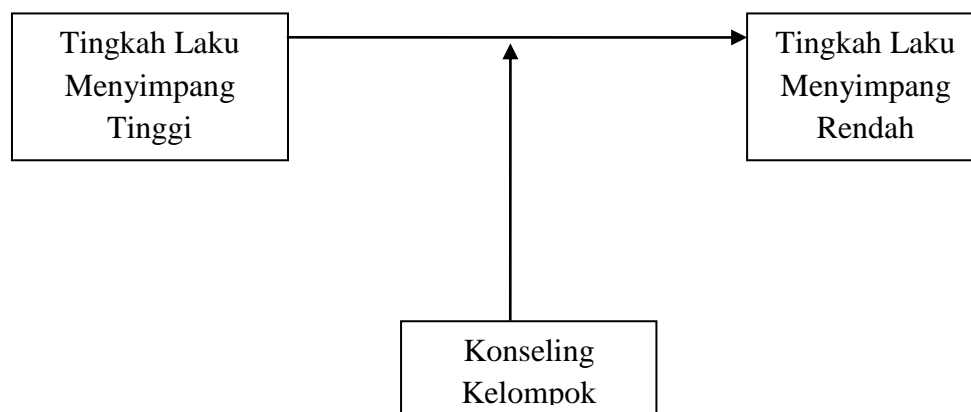 Tingkah Laku
Menyimpang
Tinggi
Tingkah Laku
Menyimpang
Rendah
Konseling
Kelompok